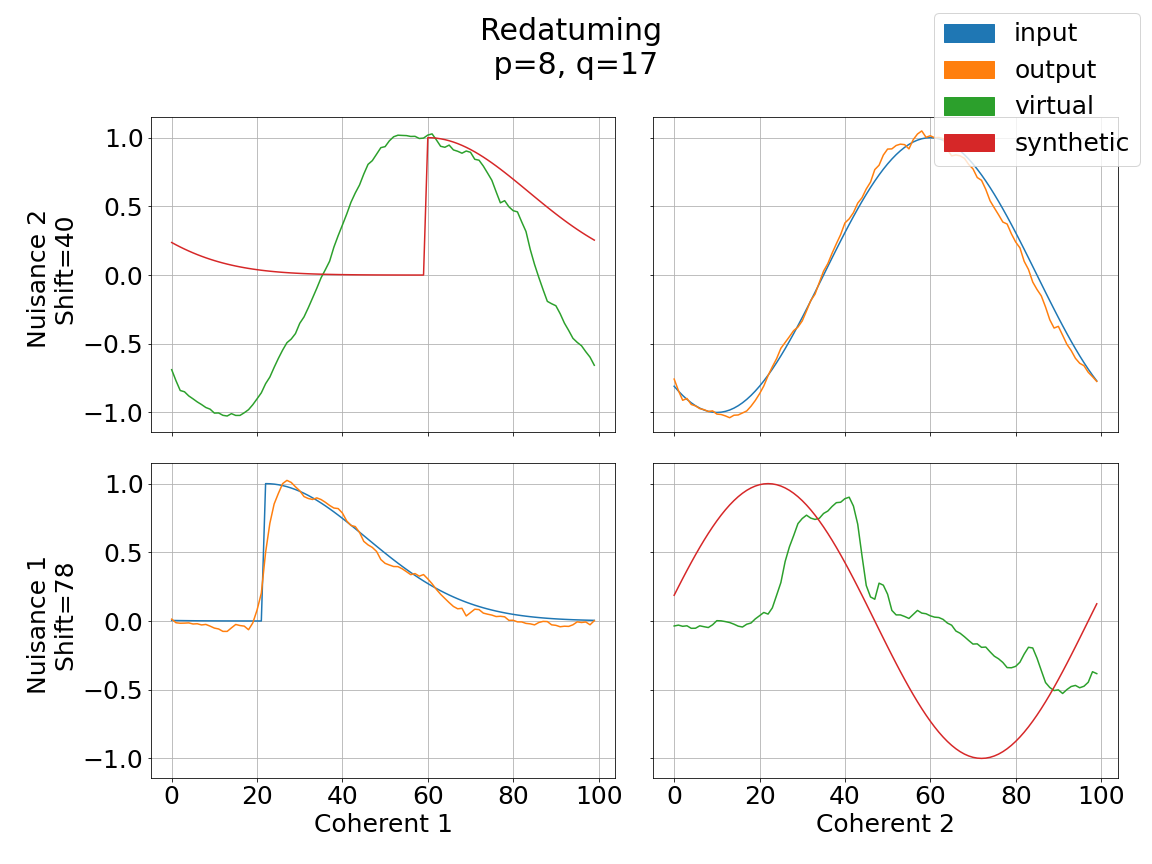 Redatuming
p=8, q=17
input
output
virtual
synthetic
Nuisance 2
Shift=40
1.0
0.5
0.0
−0.5
−1.0
Nuisance 1
Shift=78
1.0
0.5
0.0
−0.5
−1.0
0 20 40 60 80 100
Coherent 1
0 20 40 60 80 100
Coherent 2